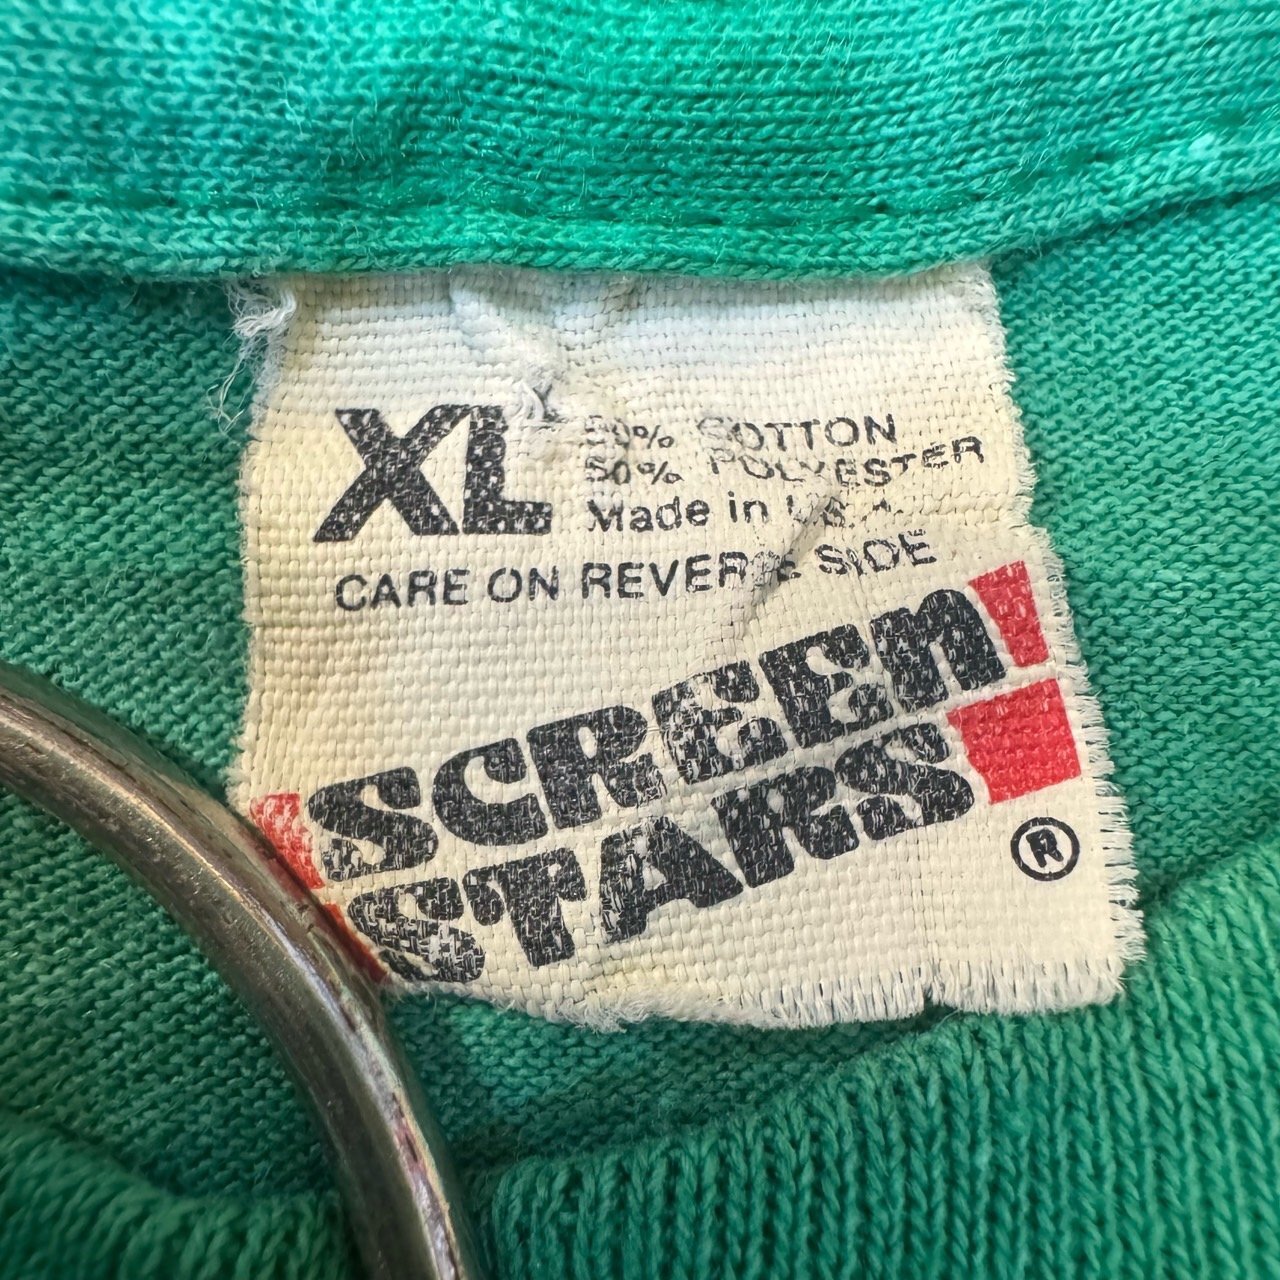 XL
50% COTTON
50% POLYESTER
Made in U.S.A.
CARE ON REVERSE SIDE
SCREEN
STARS
®